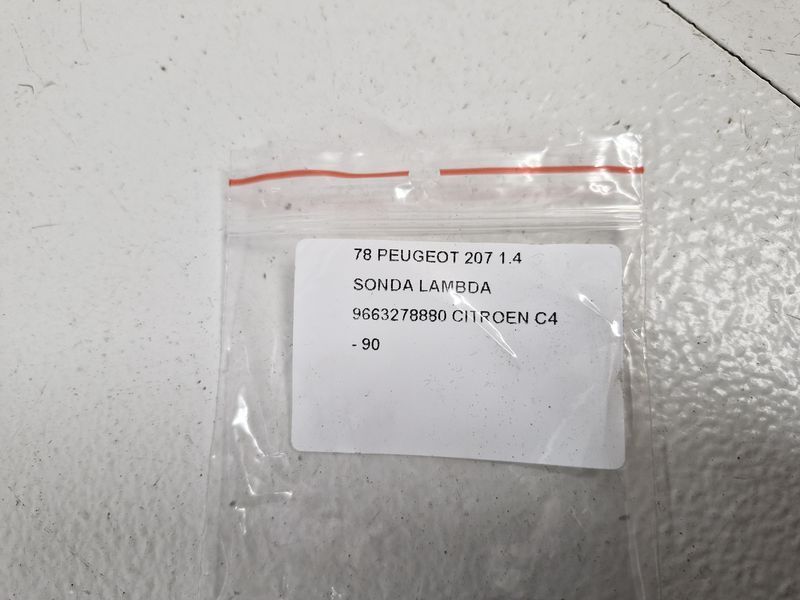 78 PEUGEOT 207 1.4
SONDA LAMBDA
9663278880 CITROEN C4
- 90